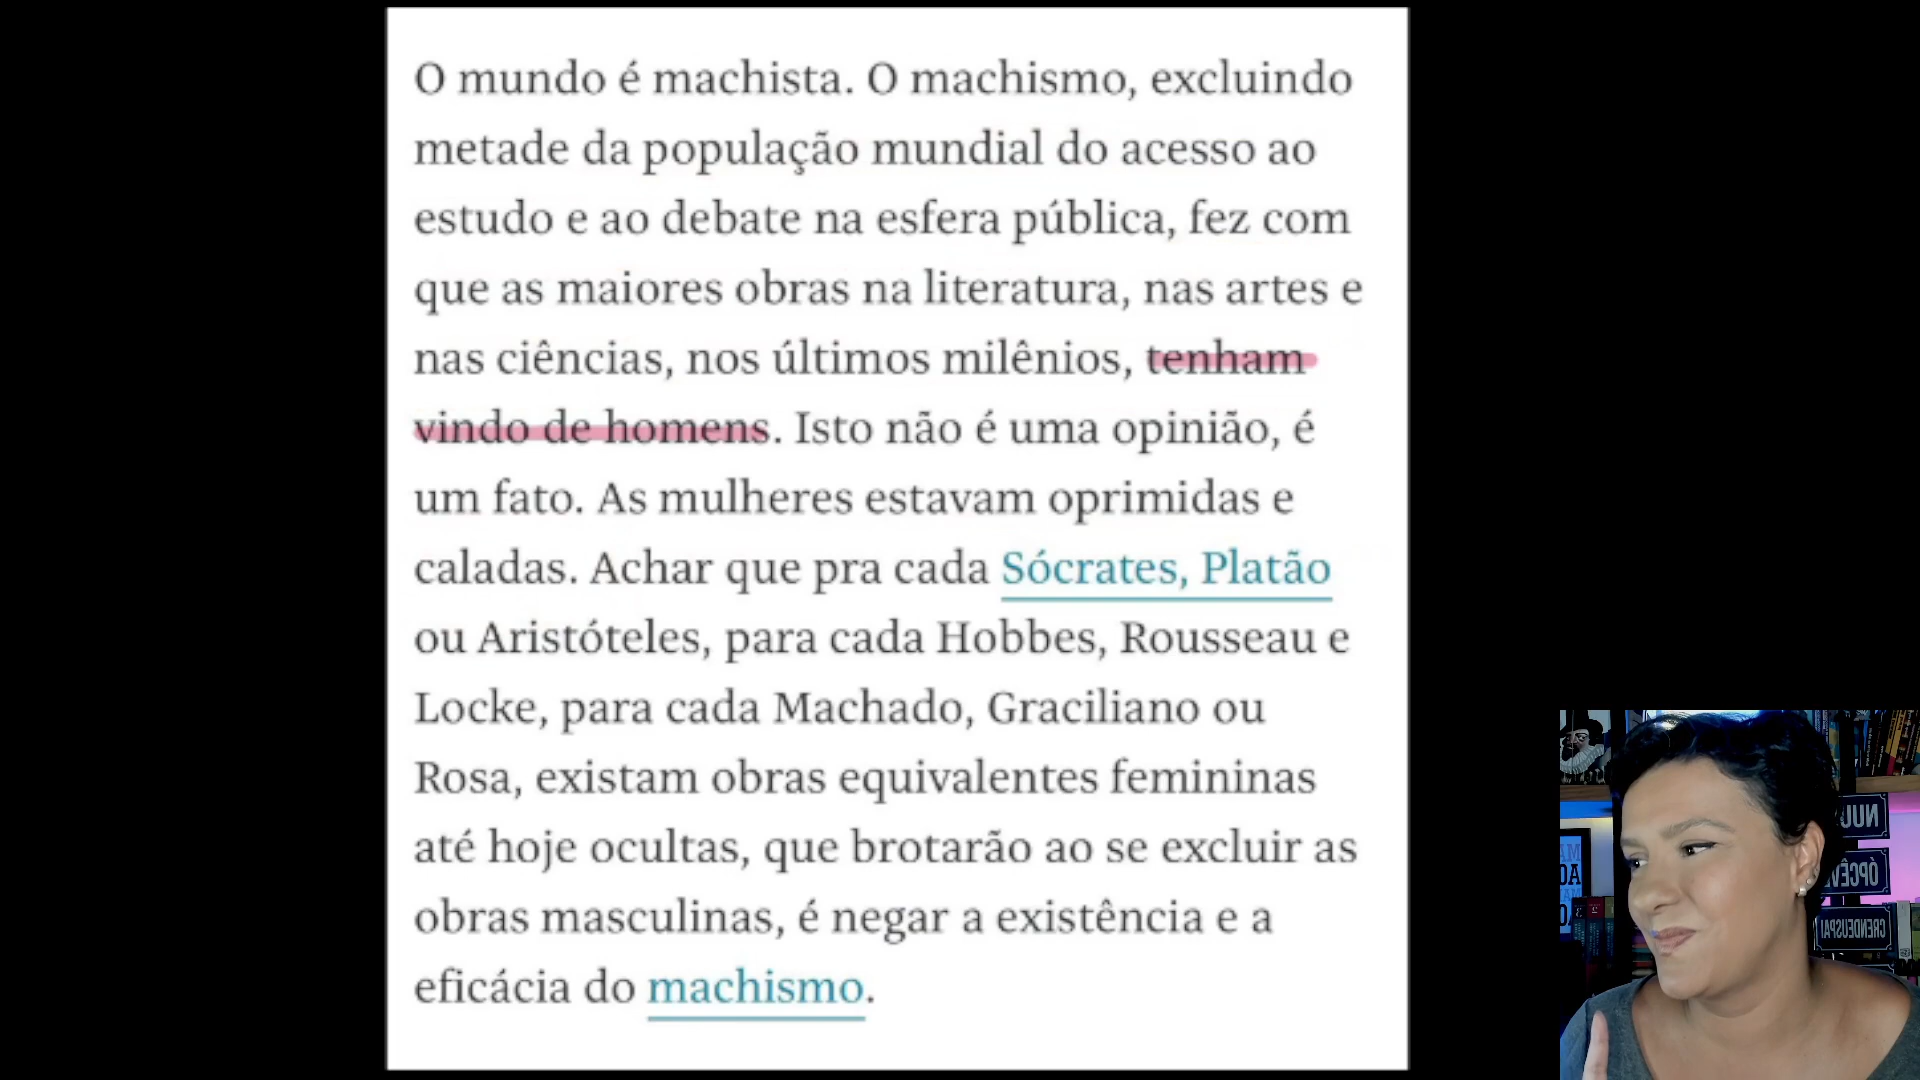 O mundo é machista. O machismo, excluindo
metade da população mundial do acesso ao
estudo e ao debate na esfera pública, fez com
que as maiores obras na literatura, nas artes e
nas ciências, nos últimos milênios, tenham
vindo de homens. Isto não é uma opinião, é
um fato. As mulheres estavam oprimidas e
caladas. Achar que pra cada Sócrates, Platão
ou Aristóteles, para cada Hobbes, Rousseau e
Locke, para cada Machado, Graciliano ou
Rosa, existam obras equivalentes femininas
até hoje ocultas, que brotarão ao se excluir as
obras masculinas, é negar a existência e a
eficácia do machismo.
CRENDEUSPAI